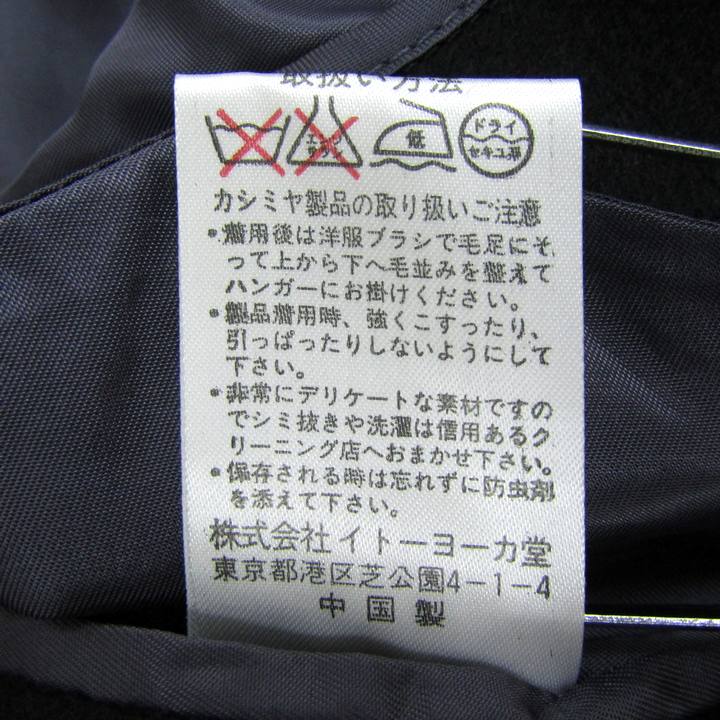 取扱い方法
エンソサラシ
低
ドライ
セキユ系
カシミヤ製品の取り扱いご注意
•着用後は洋服ブラシで毛足にそ
って上から下へ毛並みを整えて
ハンガーにお掛けください。
•製品着用時、強くこすったり、
引っぱったりしないようにして
下さい。
•非常にデリケートな素材ですの
でシミ抜きや洗濯は信用あるク
リーニング店へおまかせ下さい。
•保存される時は忘れずに防虫剤
を添えて下さい。
株式会社イトーヨーカ堂
東京都港区芝公園4-1-4
中国製